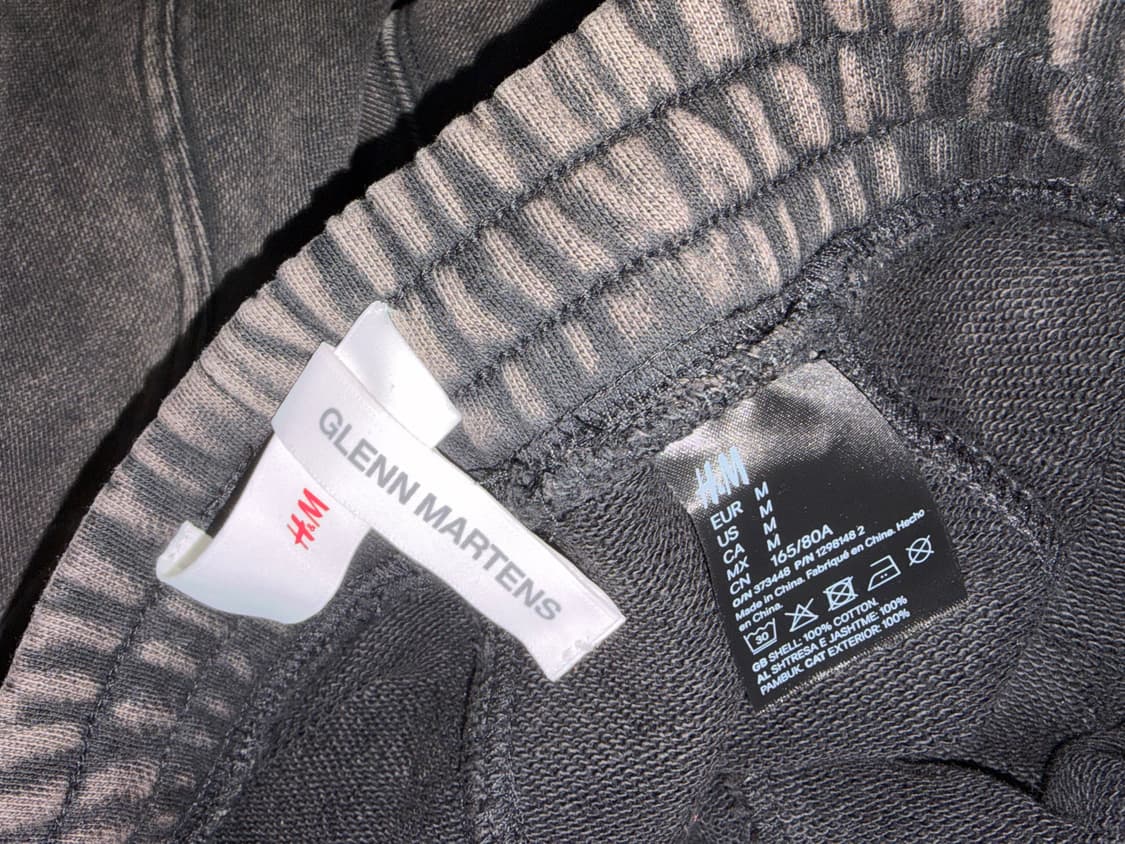 GLENN MARTENS
H&M
H&M
EUR M
US M
CA M
MX M
CN 165/80A
O/N 373448 P/N 1298148 2
Made in China. Fabriqué en China. Hecho
en China.
30
GB SHELL: 100% COTTON.
AL SHTRESA E JASHTME: 100%
PAMBUK. CAT EXTERIOR: 100%